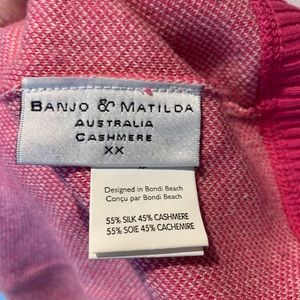 BANJO & MATILDA
AUSTRALIA
CASHMERE
XX
Designed in Bondi Beach
Conçu par Bondi Beach
55% SILK 45% CASHMERE
55% SOIE 45% CACHEMIRE